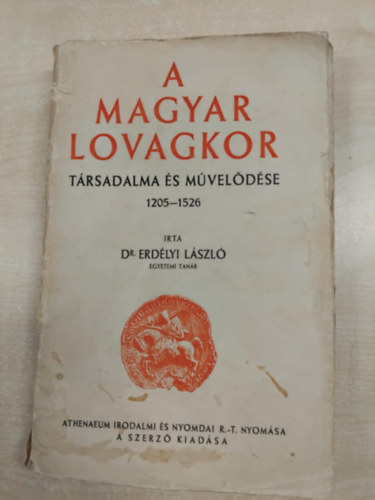 A
MAGYAR
LOVAGKOR
TÁRSADALMA ÉS MŰVELŐDÉSE
1205—1526
IRTA
DR. ERDÉLYI LÁSZLÓ
EGYETEMI TANÁR
ATHENAEUM IRODALMI ÉS NYOMDAI R.-T. NYOMÁSA
A SZERZŐ KIADÁSA